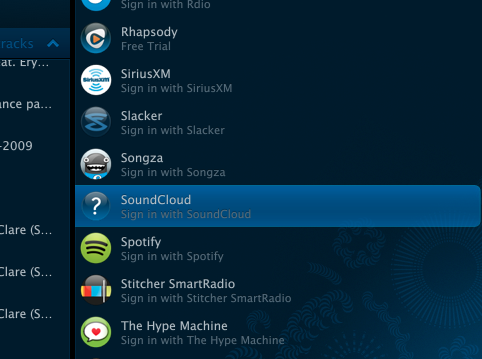 Sign in with Rdio
Rhapsody
Free Trial
racks
at. Ery...
SiriusXM
Sign in with SiriusXM
SiriusXM
ance pa...
Slacker
Sign in with Slacker
-2009
Songza
Sign in with Songza
?
SoundCloud
Sign in with SoundCloud
Clare (S...
Spotify
Sign in with Spotify
Clare (S...
Stitcher SmartRadio
Sign in with Stitcher SmartRadio
Clare (S...
The Hype Machine
Sign in with The Hype Machine